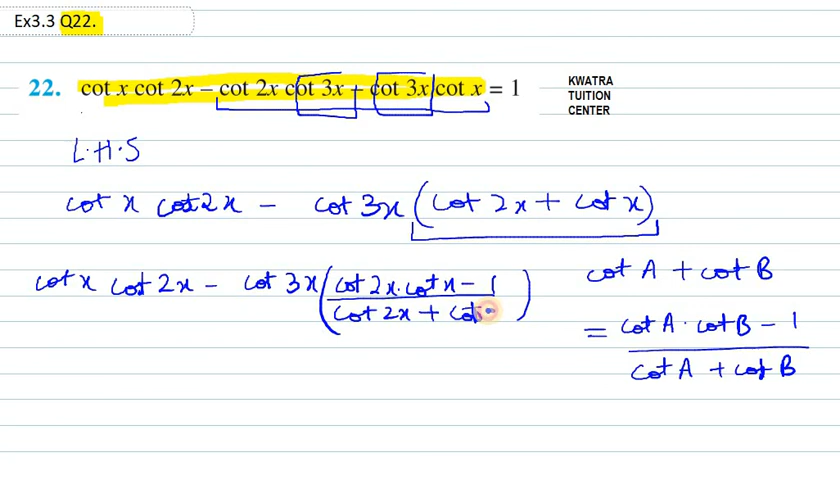 Ex3.3 Q22.
22. cot x cot 2x – cot 2x cot 3x – cot 3x cot x = 1
KWATRA
TUITION
CENTER
L.H.S
cot x cot 2x – cot 3x (cot 2x + cot x)
cot x cot 2x – cot 3x ( cot 2x . cot x – 1 / cot 2x + cot )
cot A + cot B
= cot A . cot B – 1
cot A + cot B